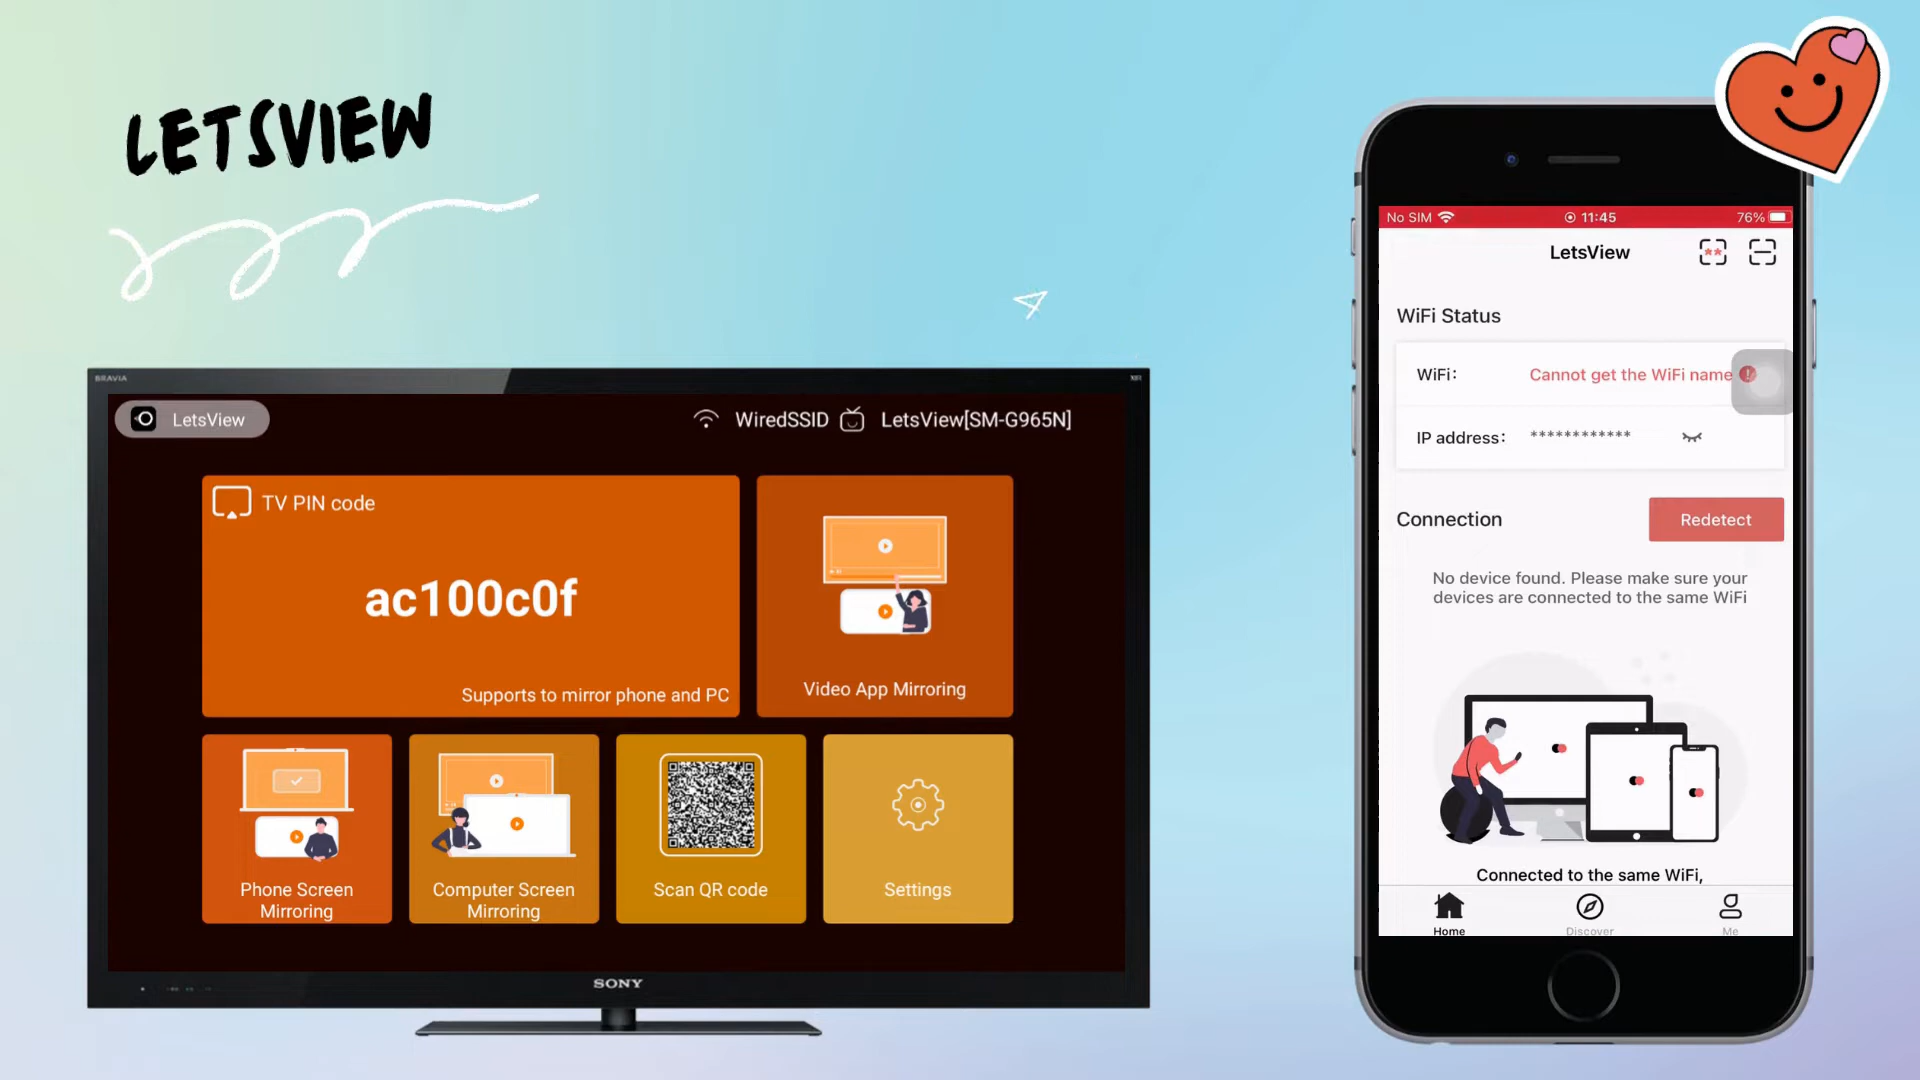 LETSVIEW
BRAVIA
LetsView
WiredSSID
LetsView[SM-G965N]
TV PIN code
ac100c0f
Supports to mirror phone and PC
Video App Mirroring
Phone Screen
Mirroring
Computer Screen
Mirroring
Scan QR code
Settings
SONY
No SIM
11:45
76%
LetsView
WiFi Status
WiFi:
Cannot get the WiFi name
IP address:
************
Connection
Redetect
No device found. Please make sure your
devices are connected to the same WiFi
Connected to the same WiFi,
Home
Discover
Me